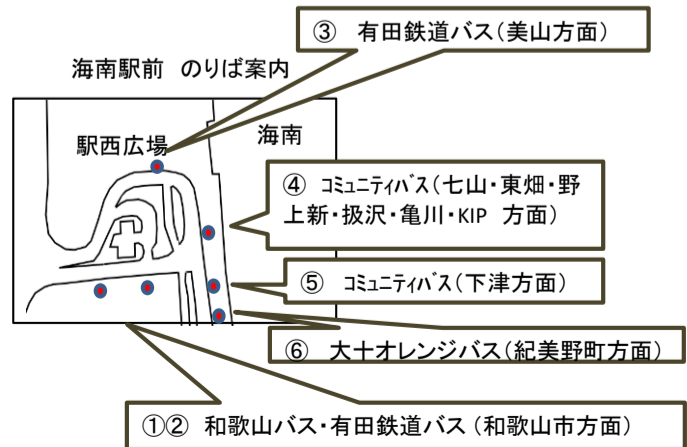 ③　有田鉄道バス（美山方面）
海南駅前　のりば案内
駅西広場
海南
④　ｺﾐｭﾆﾃｨﾊﾞｽ（七山・東畑・野
上新・扱沢・亀川・KIP　方面）
⑤　ｺﾐｭﾆﾃｨﾊﾞｽ（下津方面）
⑥　大十オレンジバス（紀美野町方面）
①②　和歌山バス・有田鉄道バス（和歌山市方面）